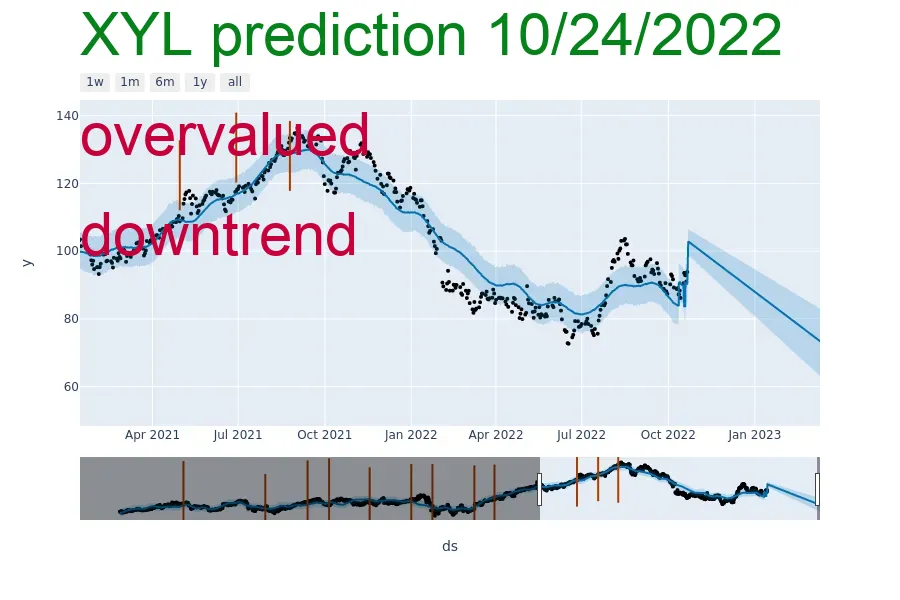 XYL prediction 10/24/2022
1w 1m 6m 1y all
140
overvalued
120
downtrend
100
y
80
60
Apr 2021 Jul 2021 Oct 2021 Jan 2022 Apr 2022 Jul 2022 Oct 2022 Jan 2023
ds